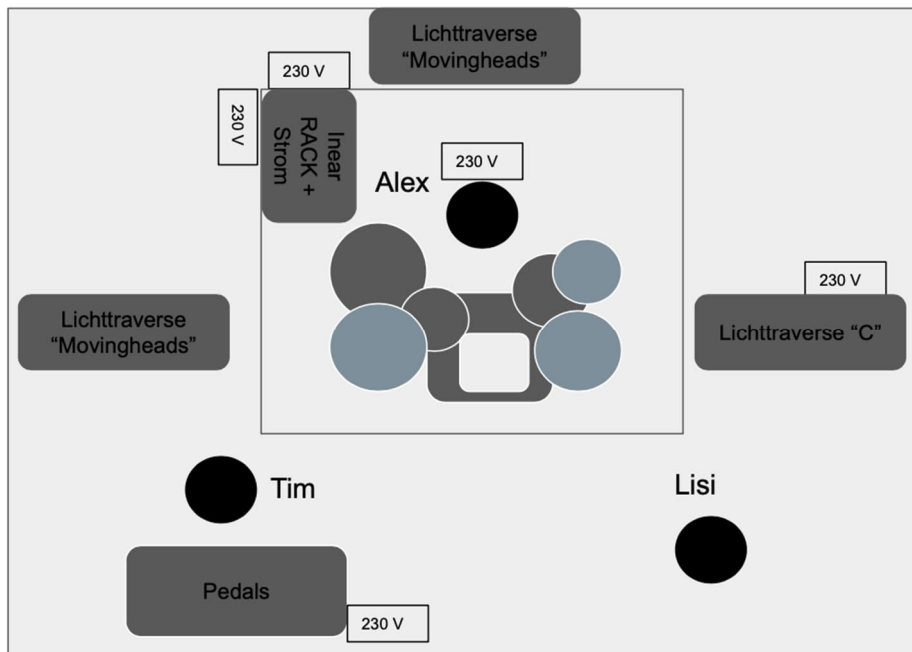 Lichttraverse
“Movingheads”
230 V
230 V
Inear
RACK +
Strom
Alex
230 V
230 V
Lichttraverse
“Movingheads”
Lichttraverse “C”
Tim
Lisi
Pedals
230 V